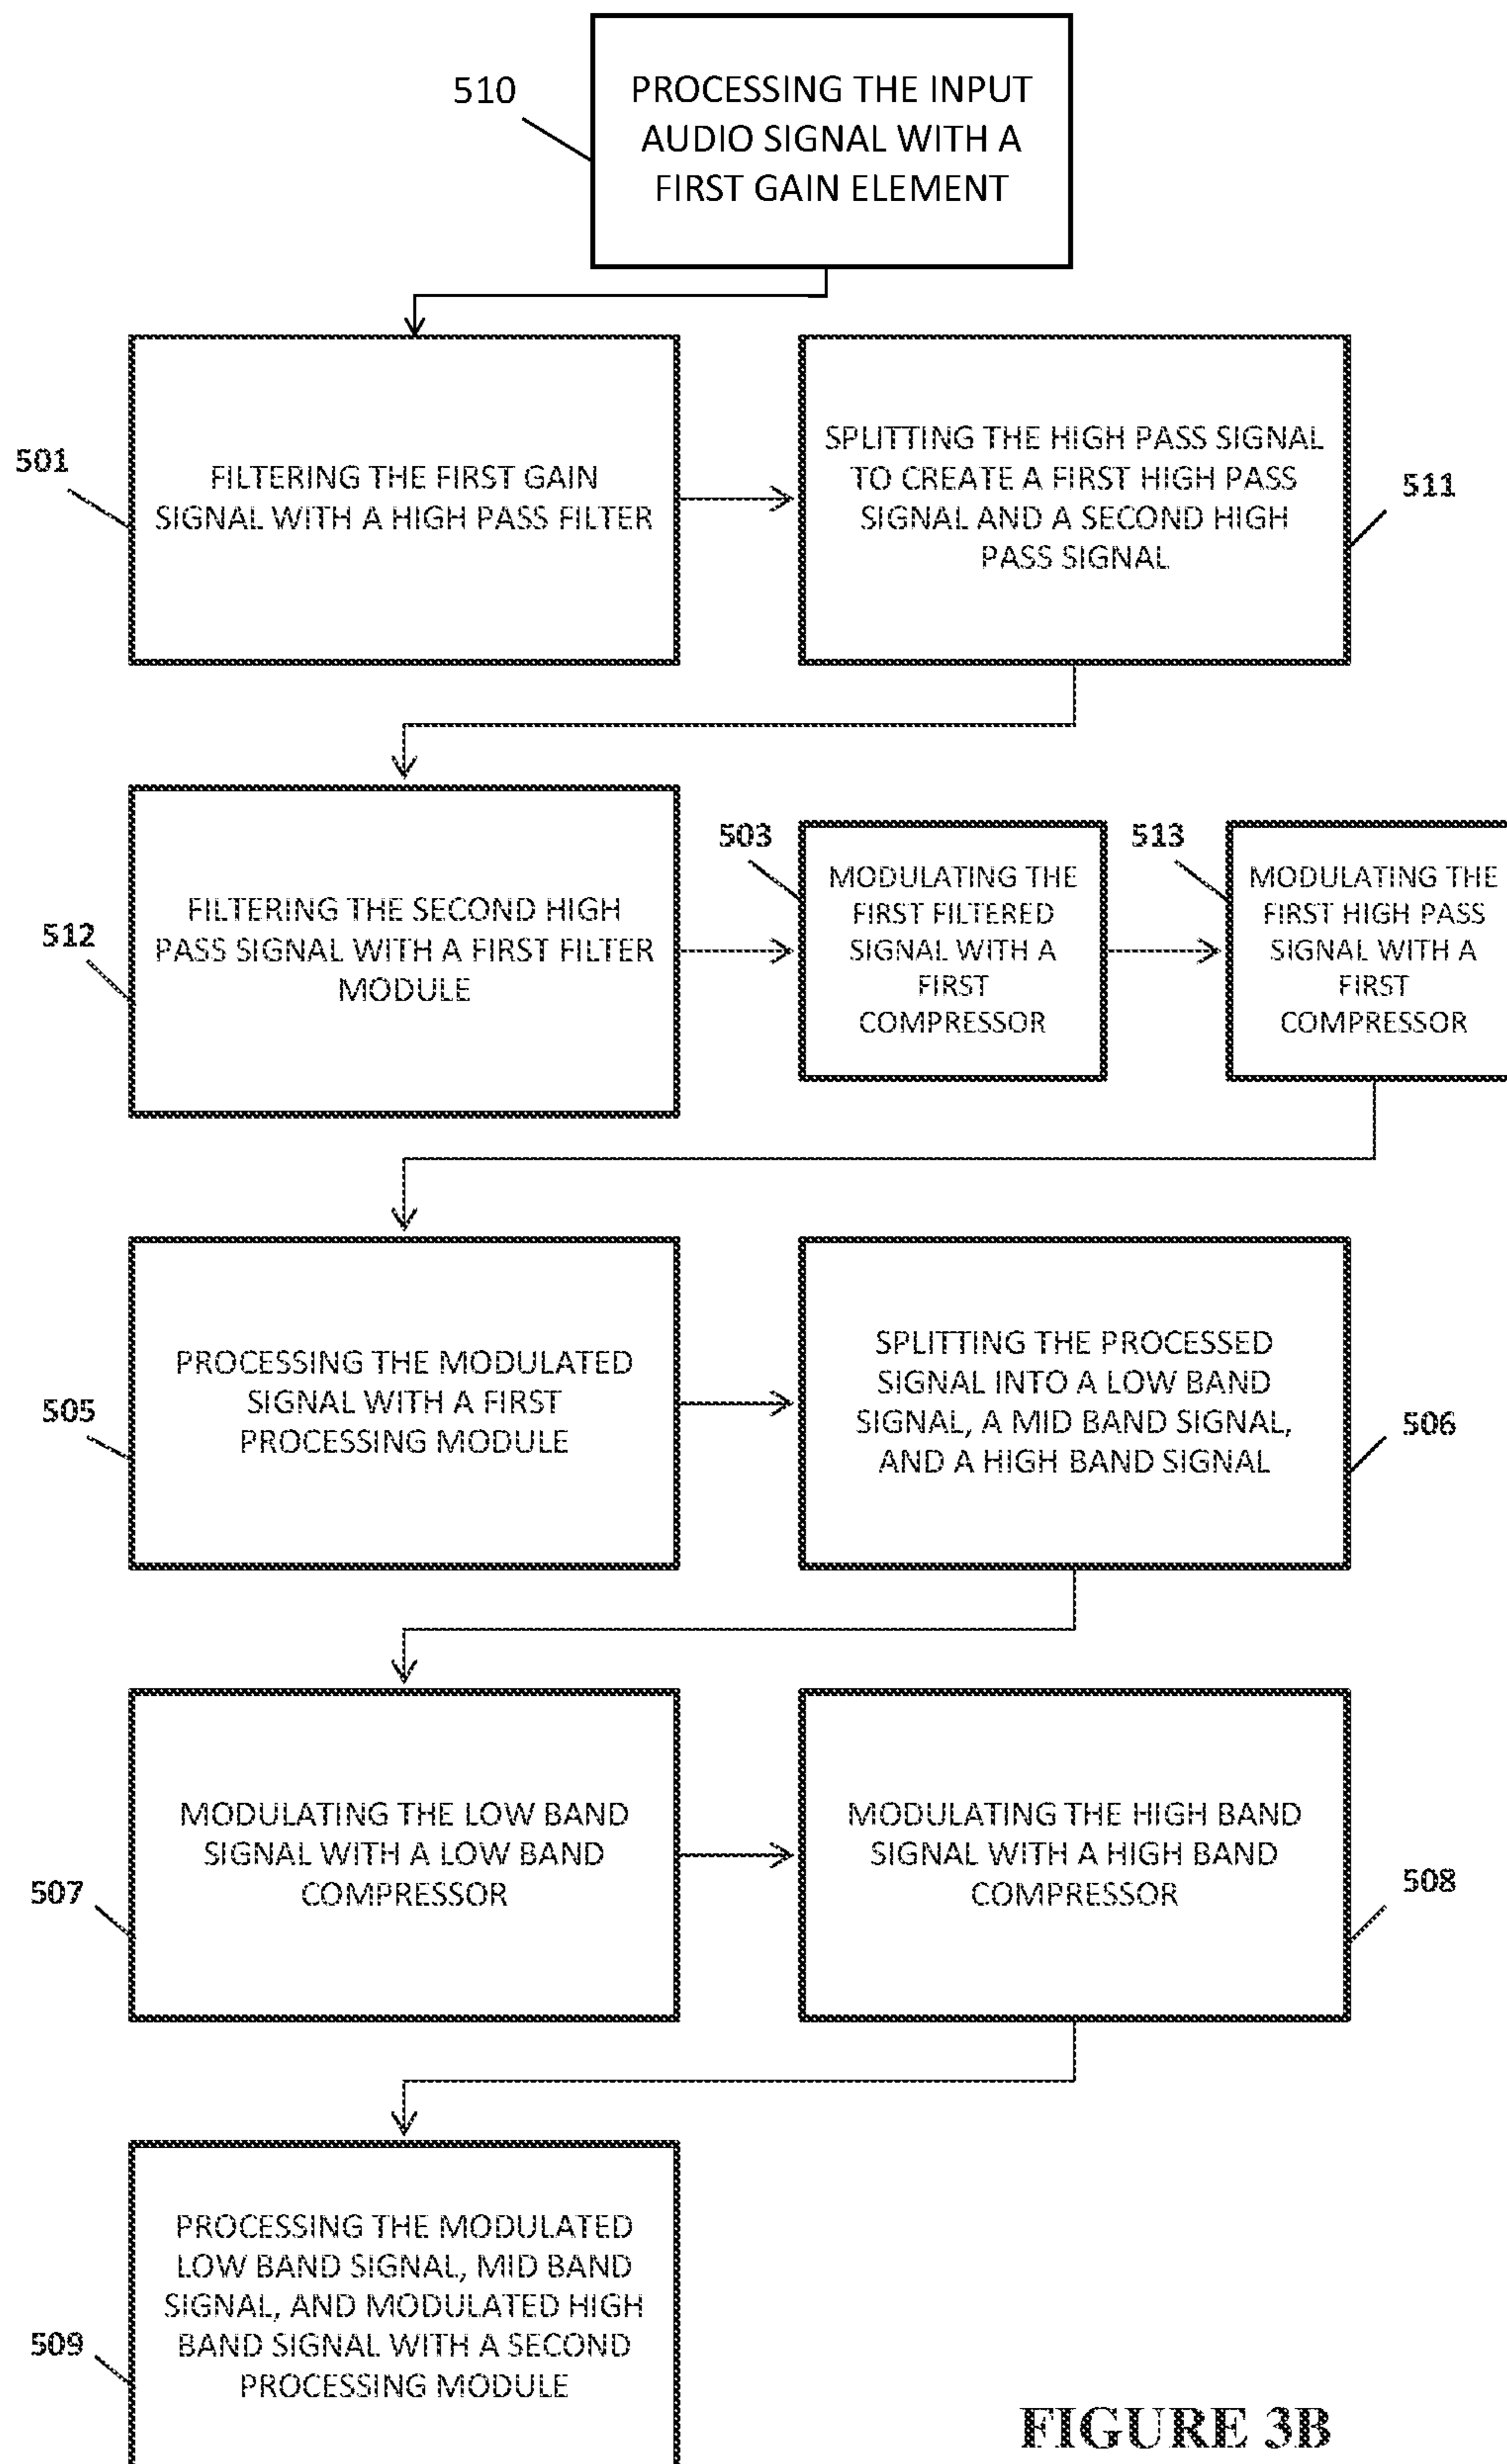 510
PROCESSING THE INPUT
AUDIO SIGNAL WITH A
FIRST GAIN ELEMENT
501
FILTERING THE FIRST GAIN
SIGNAL WITH A HIGH PASS FILTER
SPLITTING THE HIGH PASS SIGNAL
TO CREATE A FIRST HIGH PASS
SIGNAL AND A SECOND HIGH
PASS SIGNAL
511
512
FILTERING THE SECOND HIGH
PASS SIGNAL WITH A FIRST FILTER
MODULE
503
MODULATING THE
FIRST FILTERED
SIGNAL WITH A
FIRST
COMPRESSOR
513
MODULATING THE
FIRST HIGH PASS
SIGNAL WITH A
FIRST
COMPRESSOR
505
PROCESSING THE MODULATED
SIGNAL WITH A FIRST
PROCESSING MODULE
SPLITTING THE PROCESSED
SIGNAL INTO A LOW BAND
SIGNAL, A MID BAND SIGNAL,
AND A HIGH BAND SIGNAL
506
507
MODULATING THE LOW BAND
SIGNAL WITH A LOW BAND
COMPRESSOR
MODULATING THE HIGH BAND
SIGNAL WITH A HIGH BAND
COMPRESSOR
508
509
PROCESSING THE MODULATED
LOW BAND SIGNAL, MID BAND
SIGNAL, AND MODULATED HIGH
BAND SIGNAL WITH A SECOND
PROCESSING MODULE
FIGURE 3B